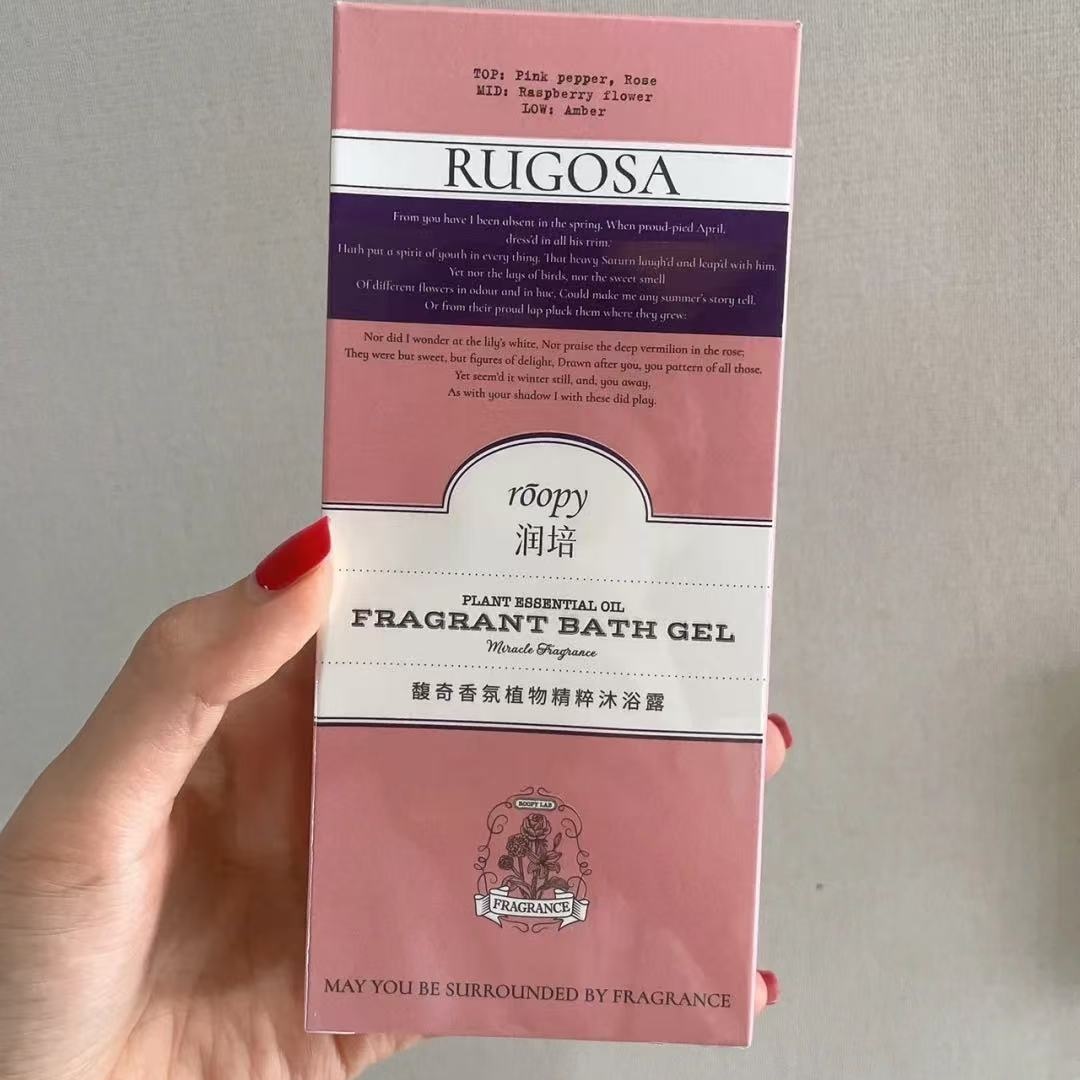 TOP: Pink pepper, Rose
MID: Raspberry flower
LOW: Amber
RUGOSA
From you have I been absent in the spring. When proud-pied April,
dress'd in all his trim,
Hath put a spirit of youth in every thing. That heavy Saturn laugh'd and leap'd with him.
Yet nor the lays of birds, nor the sweet smell
Of different flowers in odour and in hue, Could make me any summer's story tell.
Or from their proud lap pluck them where they grew:
Nor did I wonder at the lily's white, Nor praise the deep vermilion in the rose;
They were but sweet, but figures of delight, Drawn after you, you pattern of all those.
Yet seem'd it winter still, and, you away,
As with your shadow I with these did play.
rōopy
润培
PLANT ESSENTIAL OIL
FRAGRANT BATH GEL
Miracle Fragrance
馥奇香氛植物精粹沐浴露
ROOPY LAB
FRAGRANCE
MAY YOU BE SURROUNDED BY FRAGRANCE